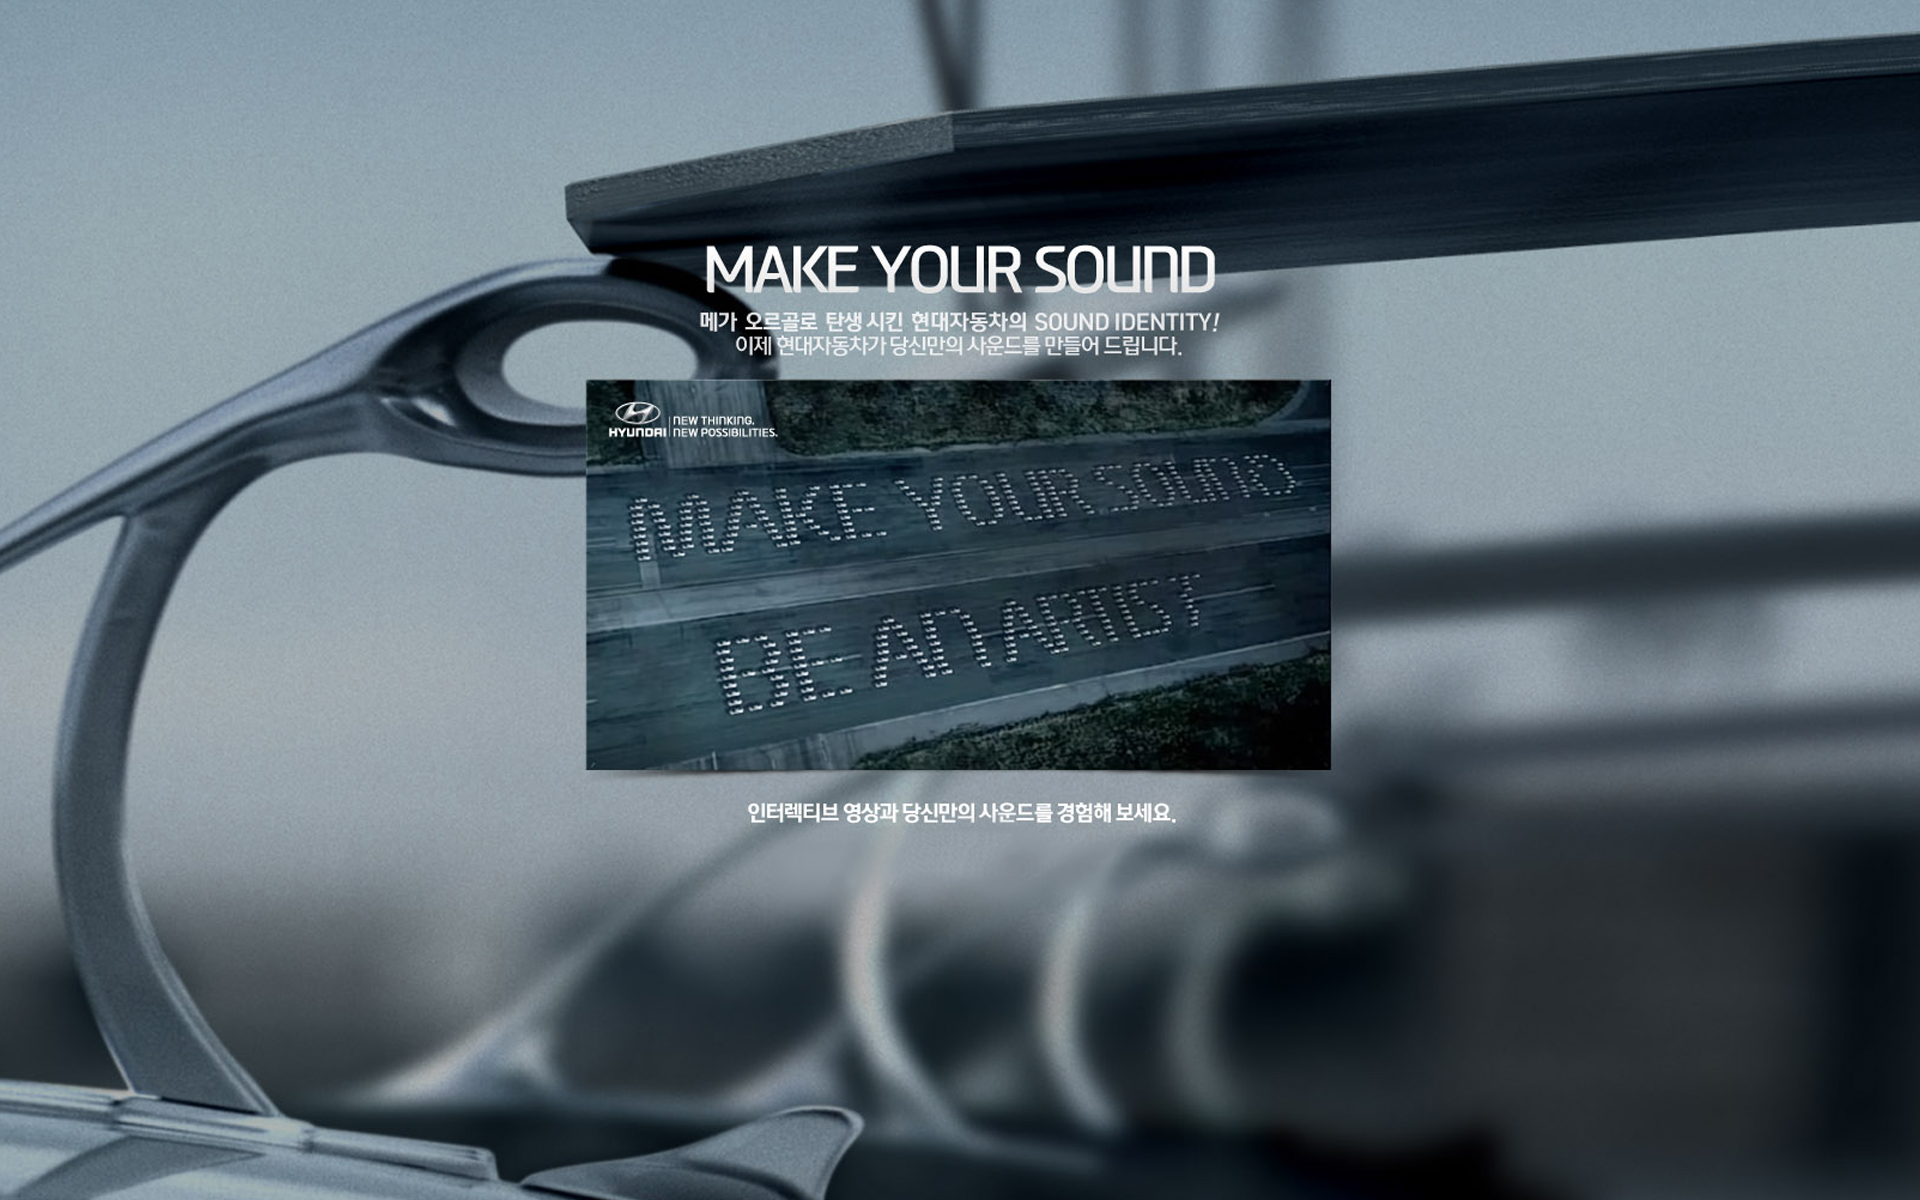 MAKE YOUR SOUND
메가 오르골로 탄생 시킨 현대자동차의 SOUND IDENTITY!
이제 현대자동차가 당신만의 사운드를 만들어 드립니다.
HYUNDAI
NEW THINKING.
NEW POSSIBILITIES.
MAKE YOUR SOUND
BE AN ARTIST
인터렉티브 영상과 당신만의 사운드를 경험해 보세요.